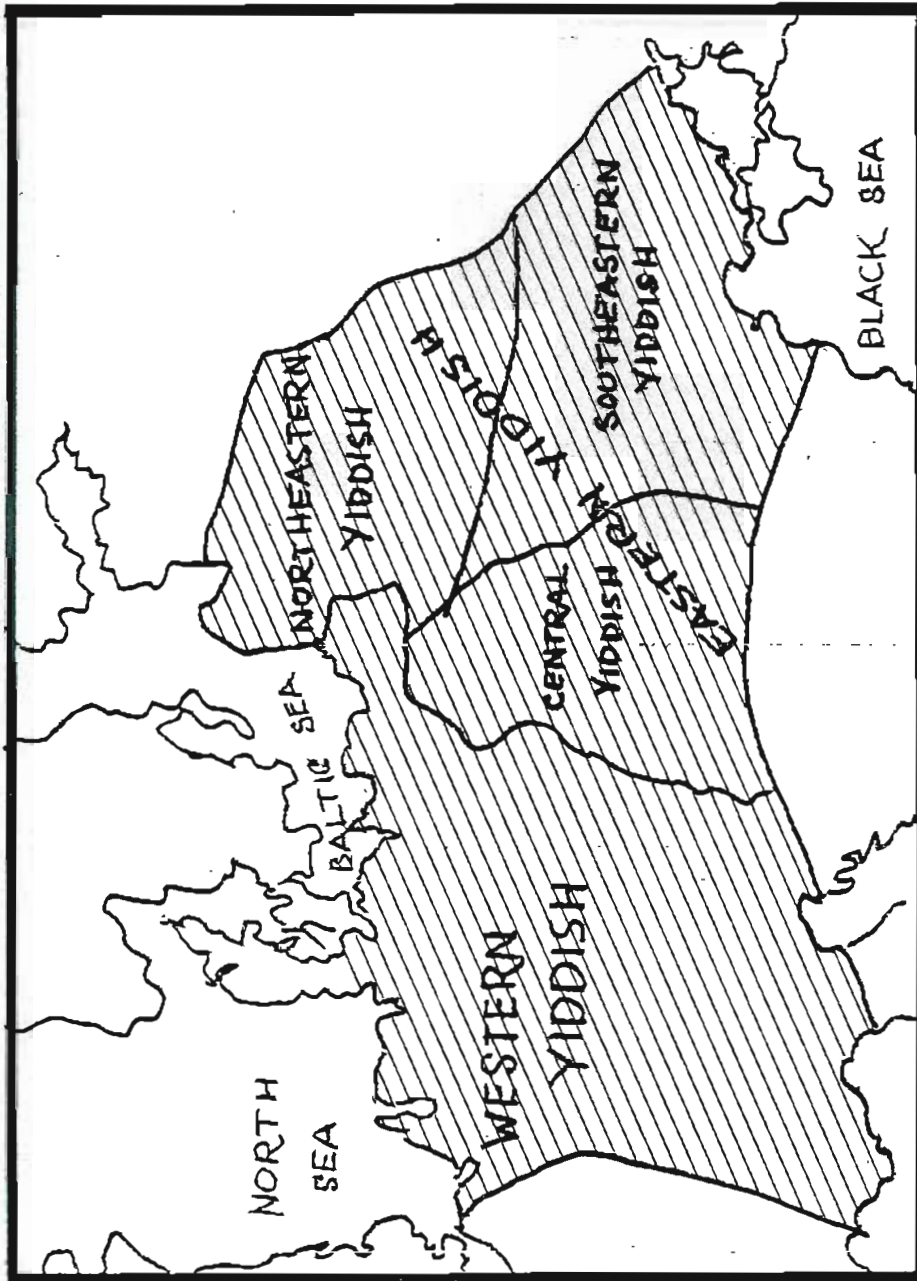 NORTH
SEA
BALTIC SEA
WESTERN
YIDDISH
NORTHEASTERN
YIDDISH
CENTRAL
YIDDISH
EASTERN YIDDISH
SOUTHEASTERN
YIDDISH
BLACK SEA